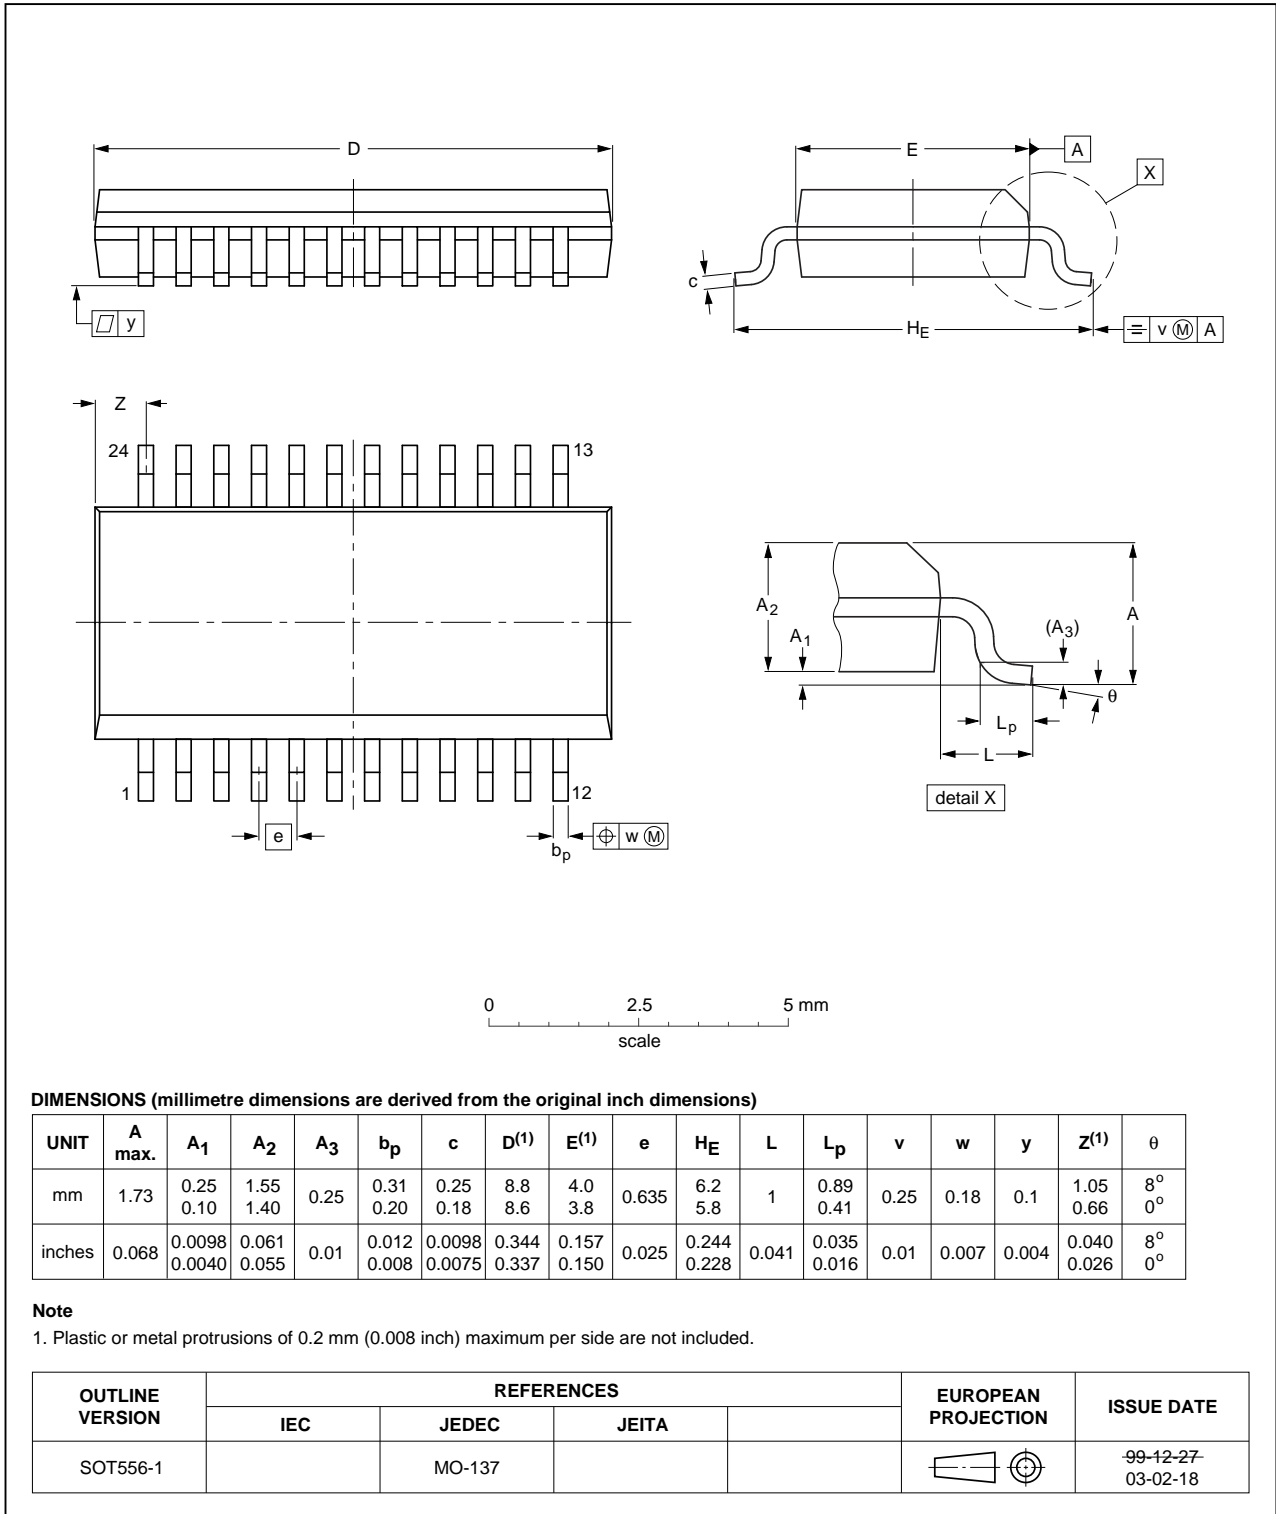 D
E
A
X
c
y
HE
v M A
Z
24
13
A2
A1
(A3)
A
θ
Lp
L
1
12
e
bp
w M
detail X
0 2.5 5 mm
scale
DIMENSIONS (millimetre dimensions are derived from the original inch dimensions)
UNIT A max. A1 A2 A3 bp c D(1) E(1) e HE L Lp v w y Z(1) θ
mm 1.73 0.25 0.10 1.55 1.40 0.25 0.31 0.20 0.25 0.18 8.8 8.6 4.0 3.8 0.635 6.2 5.8 1 0.89 0.41 0.25 0.18 0.1 1.05 0.66 8° 0°
inches 0.068 0.0098 0.0040 0.061 0.055 0.01 0.012 0.008 0.0098 0.0075 0.344 0.337 0.157 0.150 0.025 0.244 0.228 0.041 0.035 0.016 0.01 0.007 0.004 0.040 0.026 8° 0°
Note
1. Plastic or metal protrusions of 0.2 mm (0.008 inch) maximum per side are not included.
OUTLINE VERSION REFERENCES EUROPEAN PROJECTION ISSUE DATE
IEC JEDEC JEITA
SOT556-1 MO-137 99-12-27
03-02-18